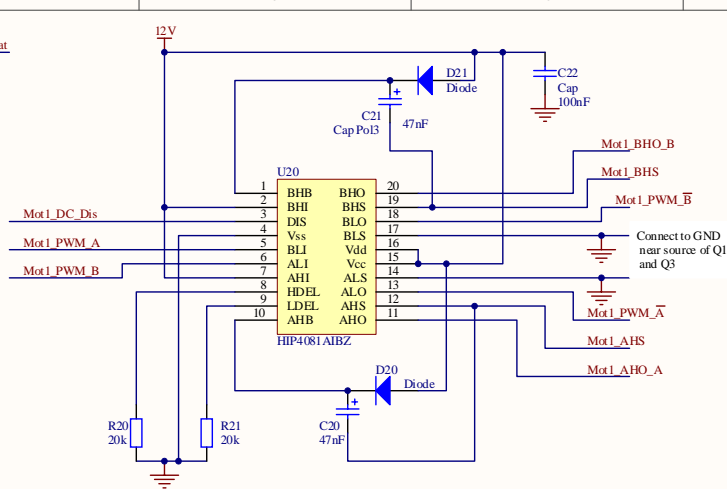 12V
at
D21
Diode
C22
Cap
100nF
C21
Cap Pol3
47nF
+
Mot1_BHO_B
U20
Mot1_BHS
1 BHB BHO 20
2 BHI BHS 19
Mot1_PWM_B
Mot1_DC_Dis
3 DIS BLO 18
4 Vss BLS 17
Connect to GND
near source of Q1
and Q3
Mot1_PWM_A
5 BLI Vdd 16
Mot1_PWM_B
6 ALI Vcc 15
7 AHI ALS 14
8 HDEL ALO 13
9 LDEL AHS 12
Mot1_PWM_A
10 AHB AHO 11
HIP4081AIBZ
Mot1_AHS
Mot1_AHO_A
D20
Diode
+
C20
47nF
R20
20k
R21
20k